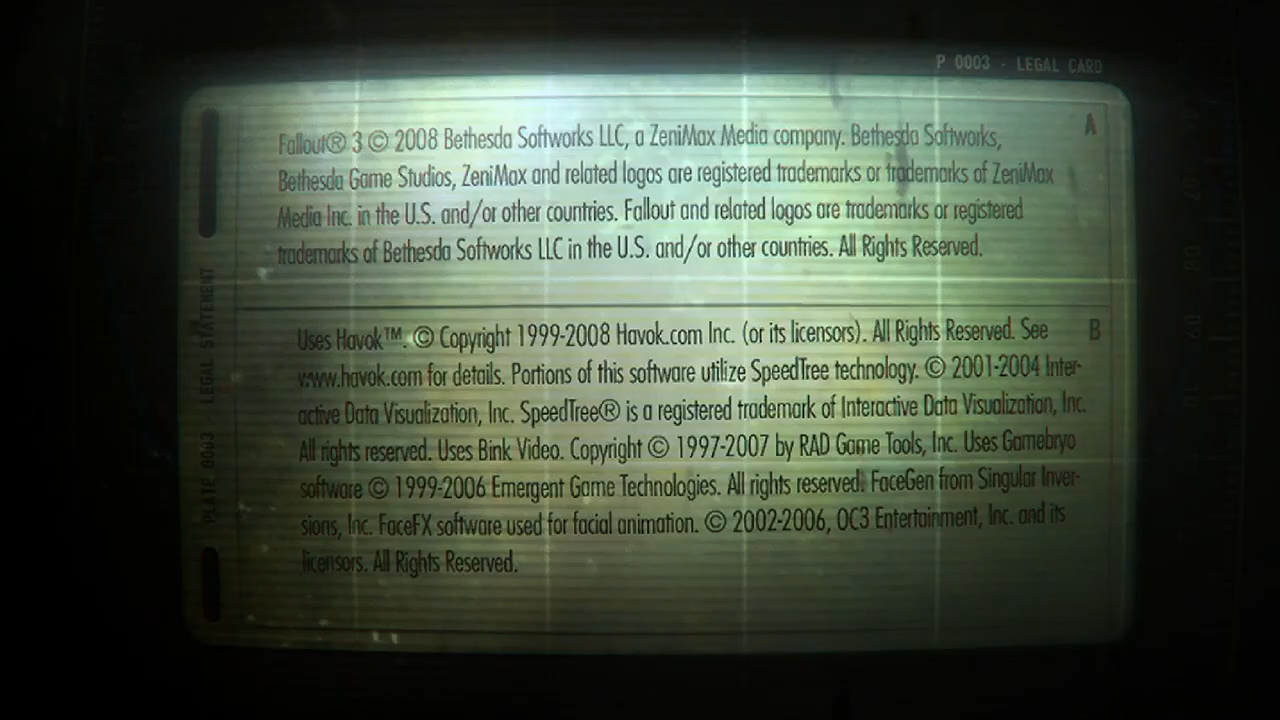 P 0003 - LEGAL CARD
A
Fallout® 3 © 2008 Bethesda Softworks LLC, a ZeniMax Media company. Bethesda Softworks,
Bethesda Game Studios, ZeniMax and related logos are registered trademarks or trademarks of ZeniMax
Media Inc. in the U.S. and/or other countries. Fallout and related logos are trademarks or registered
trademarks of Bethesda Softworks LLC in the U.S. and/or other countries. All Rights Reserved.
B
Uses Havok™. © Copyright 1999-2008 Havok.com Inc. (or its licensors). All Rights Reserved. See
www.havok.com for details. Portions of this software utilize SpeedTree technology. © 2001-2004 Inter-
active Data Visualization, Inc. SpeedTree® is a registered trademark of Interactive Data Visualization, Inc.
All rights reserved. Uses Bink Video. Copyright © 1997-2007 by RAD Game Tools, Inc. Uses Gamebryo
software © 1999-2006 Emergent Game Technologies. All rights reserved. FaceGen from Singular Inver-
sions, Inc. FaceFX software used for facial animation. © 2002-2006, OC3 Entertainment, Inc. and its
licensors. All Rights Reserved.
PLATE 0003 LEGAL STATEMENT